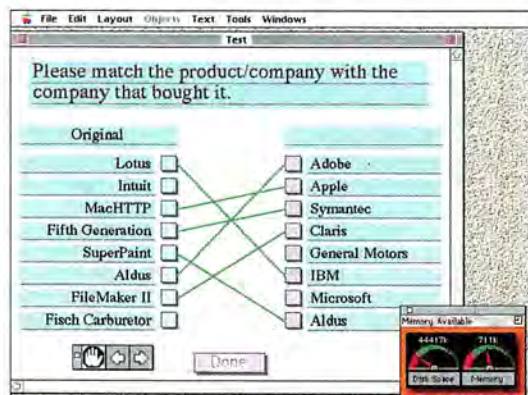 File Edit Layout Objects Text Tools Windows
Test
Please match the product/company with the
company that bought it.
Original
Lotus Adobe
Intuit Apple
MacHTTP Symantec
Fifth Generation Claris
SuperPaint General Motors
Aldus IBM
FileMaker II Microsoft
Fisch Carburetor Aldus
Done
Memory Available
44417k 711k
Disk Space Memory